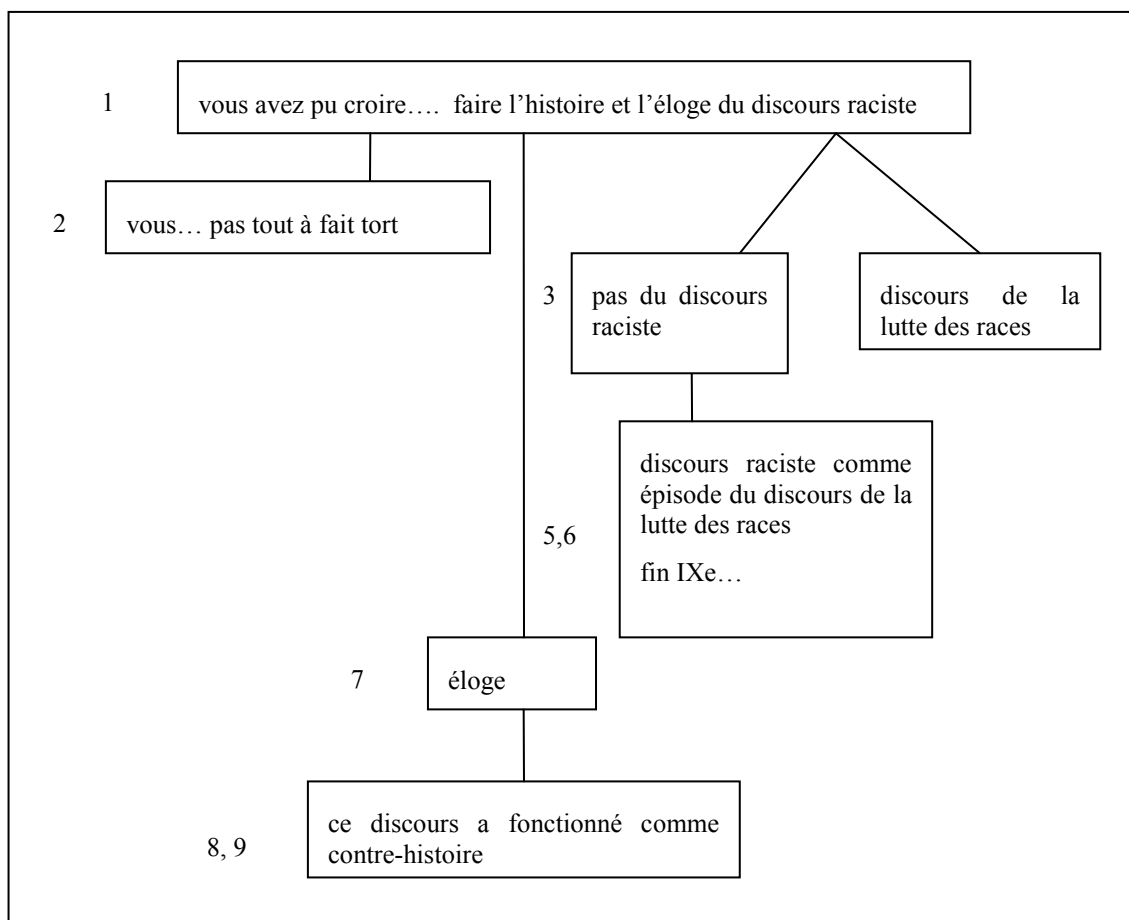 1
vous avez pu croire…. faire l’histoire et l’éloge du discours raciste
2
vous… pas tout à fait tort
3
pas du discours
raciste
discours de la
lutte des races
5,6
discours raciste comme
épisode du discours de la
lutte des races
fin IXe…
7
éloge
8, 9
ce discours a fonctionné comme
contre-histoire